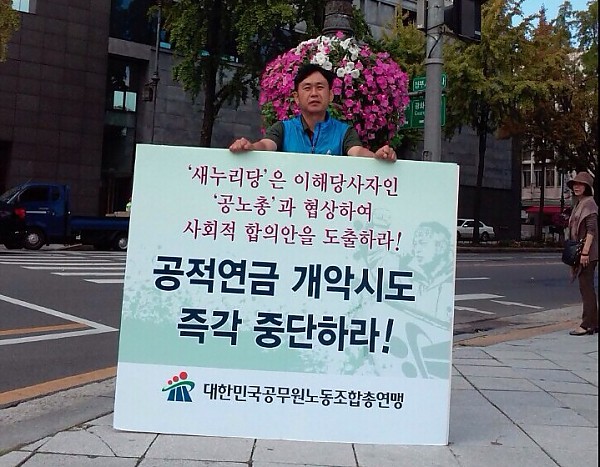 '새누리당'은 이해당사자인
'공노총'과 협상하여
사회적 합의안을 도출하라!
공적연금 개악시도
즉각 중단하라!
대한민국공무원노동조합총연맹